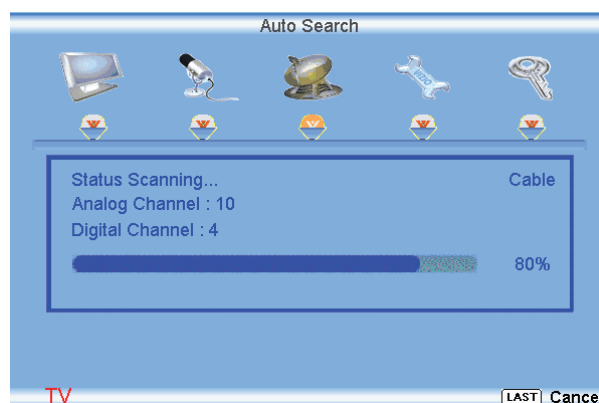 Auto Search
Status Scanning... Cable
Analog Channel : 10
Digital Channel : 4
80%
TV LAST Cance